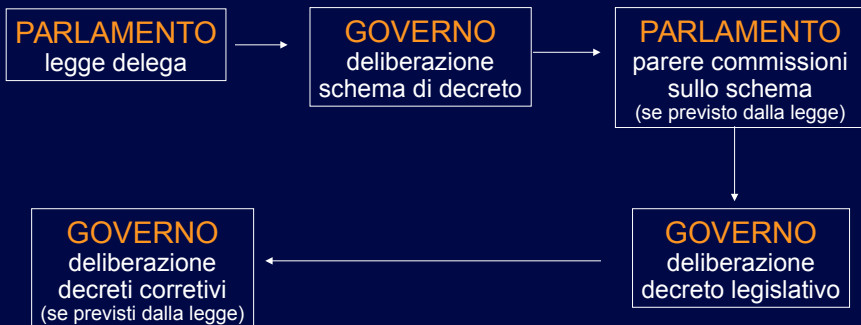 PARLAMENTO
legge delega
GOVERNO
deliberazione
schema di decreto
PARLAMENTO
parere commissioni
sullo schema
(se previsto dalla legge)
GOVERNO
deliberazione
decreto legislativo
GOVERNO
deliberazione
decreti corretivi
(se previsti dalla legge)